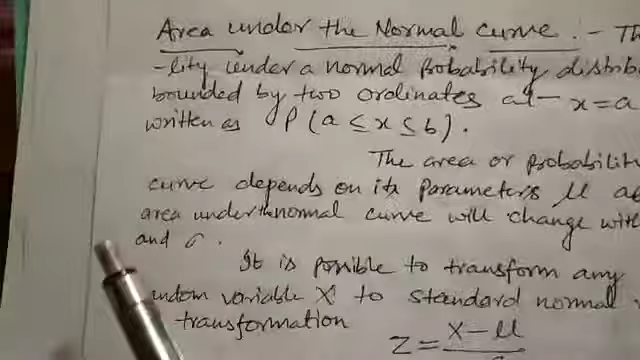 Area under the Normal curve :- Th
-lity under a normal Probability distrib
bounded by two ordinates at x = a
written as P(a ≤ x ≤ b).
The area or probabilit
curve depends on its Parameters μ a
area under the normal curve will change with
and σ.
It is possible to transform any
random variable X to standard normal
transformation
Z = X - μ